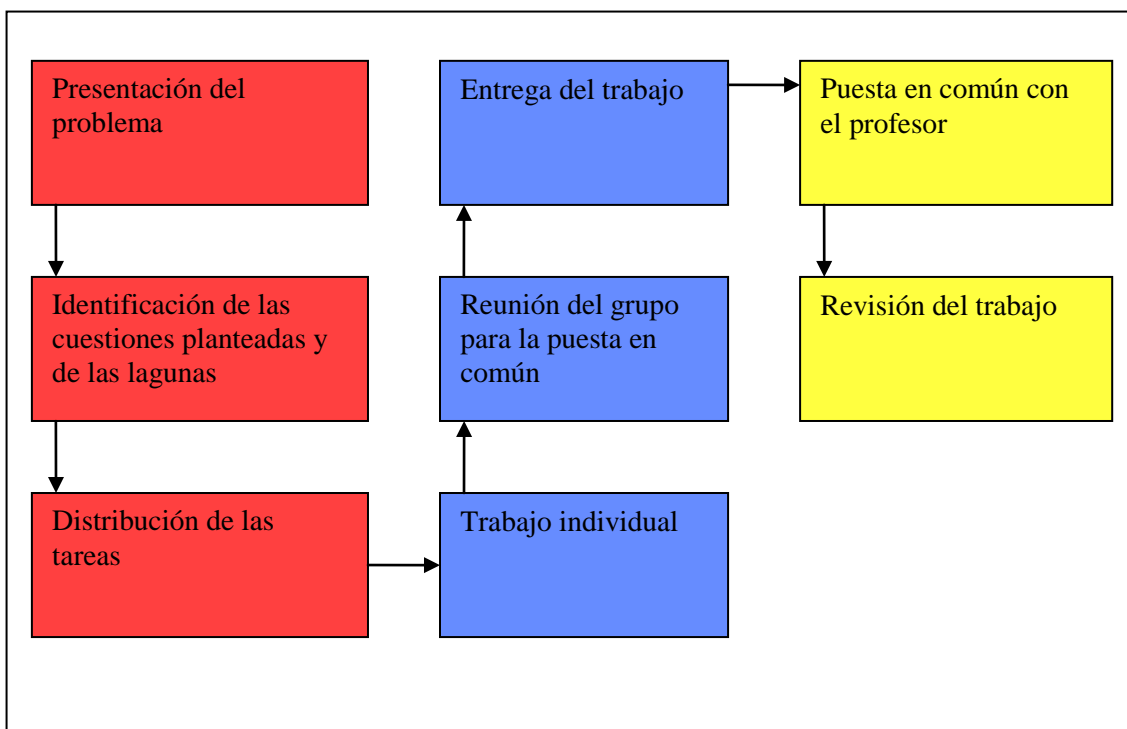 Presentación del
problema
Identificación de las
cuestiones planteadas y
de las lagunas
Distribución de las
tareas
Trabajo individual
Reunión del grupo
para la puesta en
común
Entrega del trabajo
Puesta en común con
el profesor
Revisión del trabajo